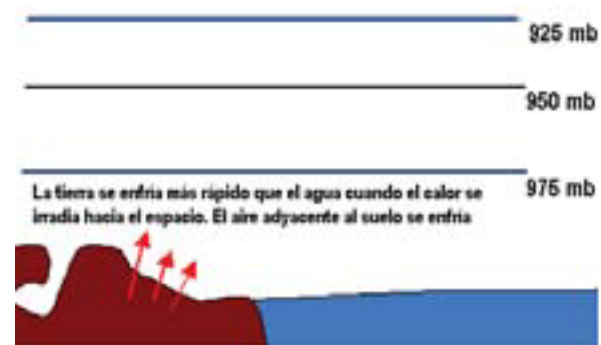 925 mb
950 mb
975 mb
La tierra se enfría más rápido que el agua cuando el calor se
irradia hacia el espacio. El aire adyacente al suelo se enfría